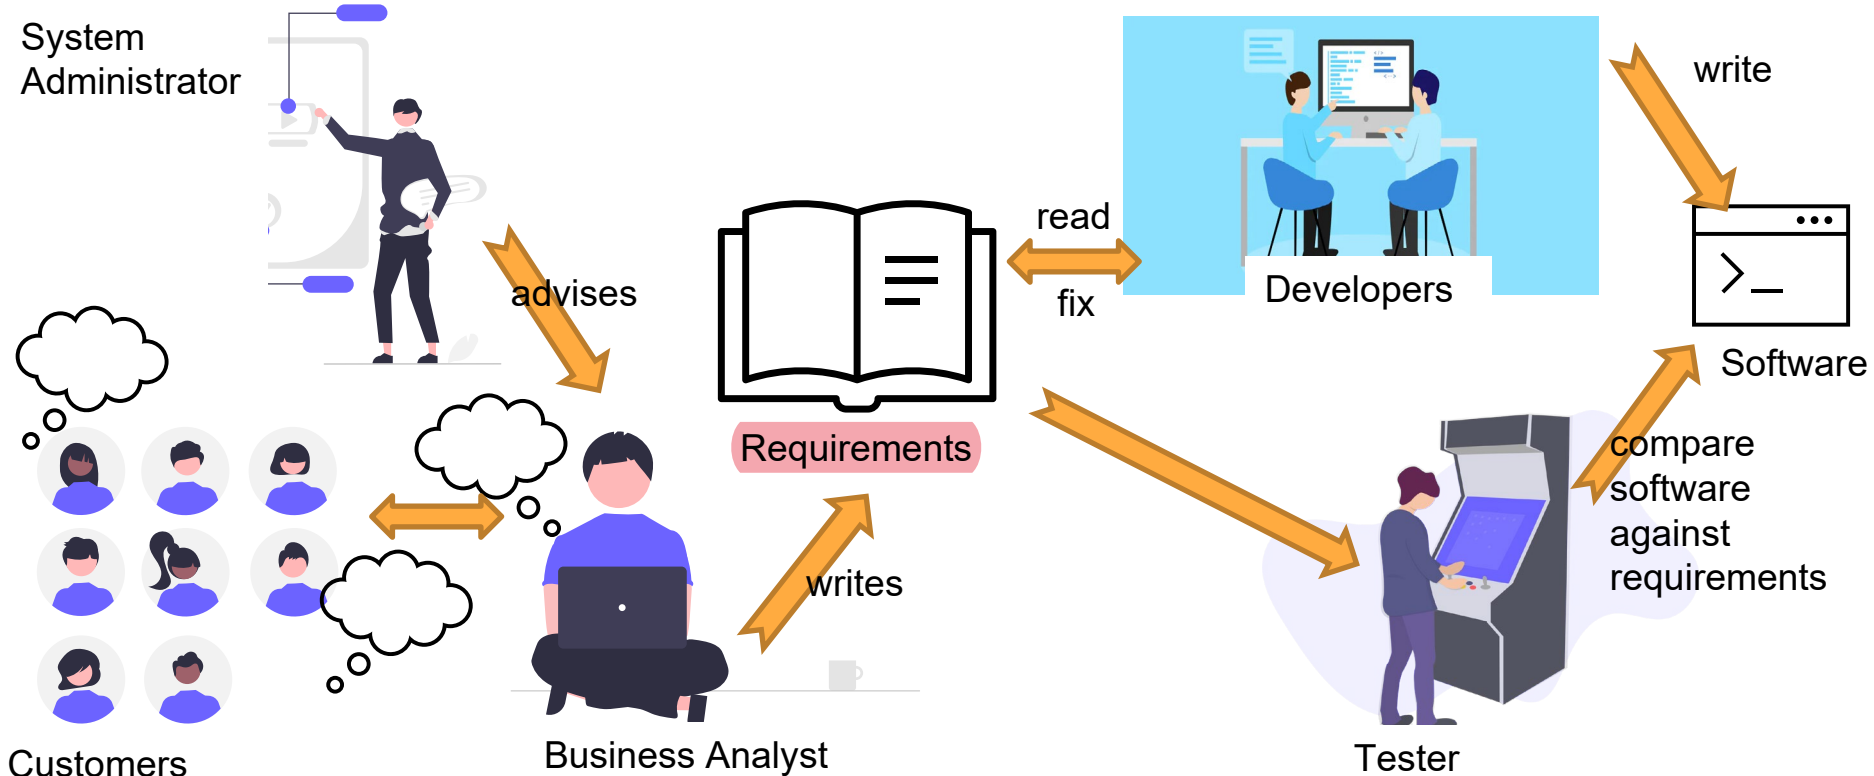 System
Administrator
write
read
advises
fix
Developers
Software
Requirements
compare
software
against
requirements
writes
Customers
Business Analyst
Tester